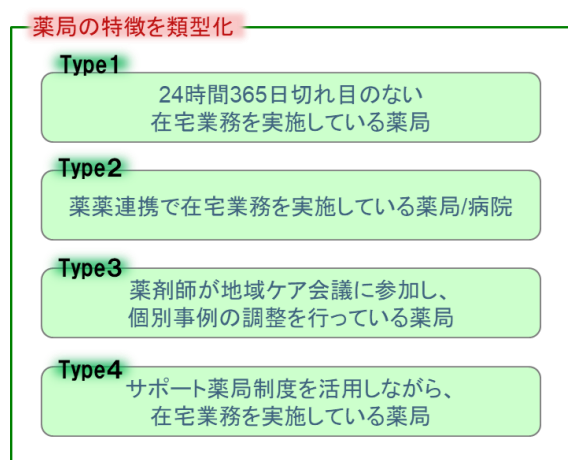 薬局の特徴を類型化
Type1
24時間365日切れ目のない
在宅業務を実施している薬局
Type2
薬薬連携で在宅業務を実施している薬局/病院
Type3
薬剤師が地域ケア会議に参加し、
個別事例の調整を行っている薬局
Type4
サポート薬局制度を活用しながら、
在宅業務を実施している薬局